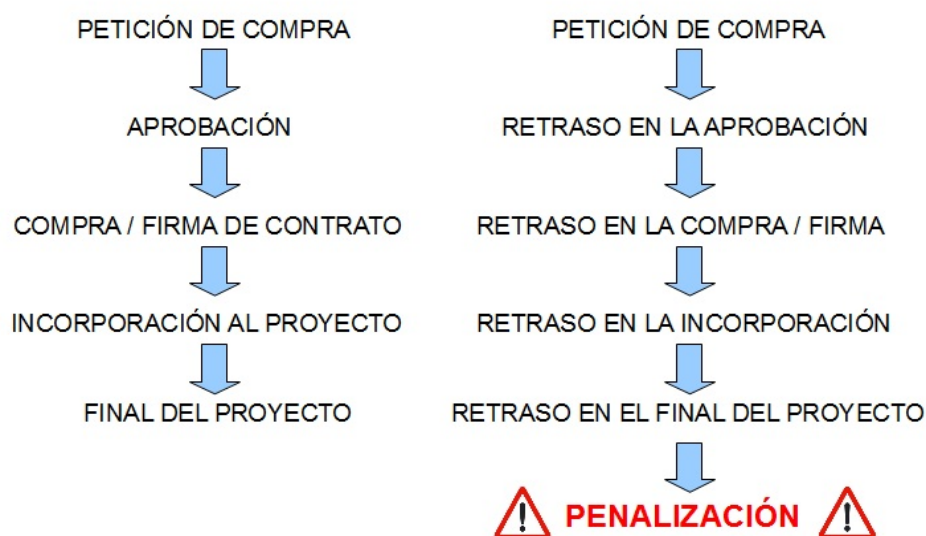 PETICIÓN DE COMPRA
APROBACIÓN
COMPRA / FIRMA DE CONTRATO
INCORPORACIÓN AL PROYECTO
FINAL DEL PROYECTO
PETICIÓN DE COMPRA
RETRASO EN LA APROBACIÓN
RETRASO EN LA COMPRA / FIRMA
RETRASO EN LA INCORPORACIÓN
RETRASO EN EL FINAL DEL PROYECTO
! PENALIZACIÓN !